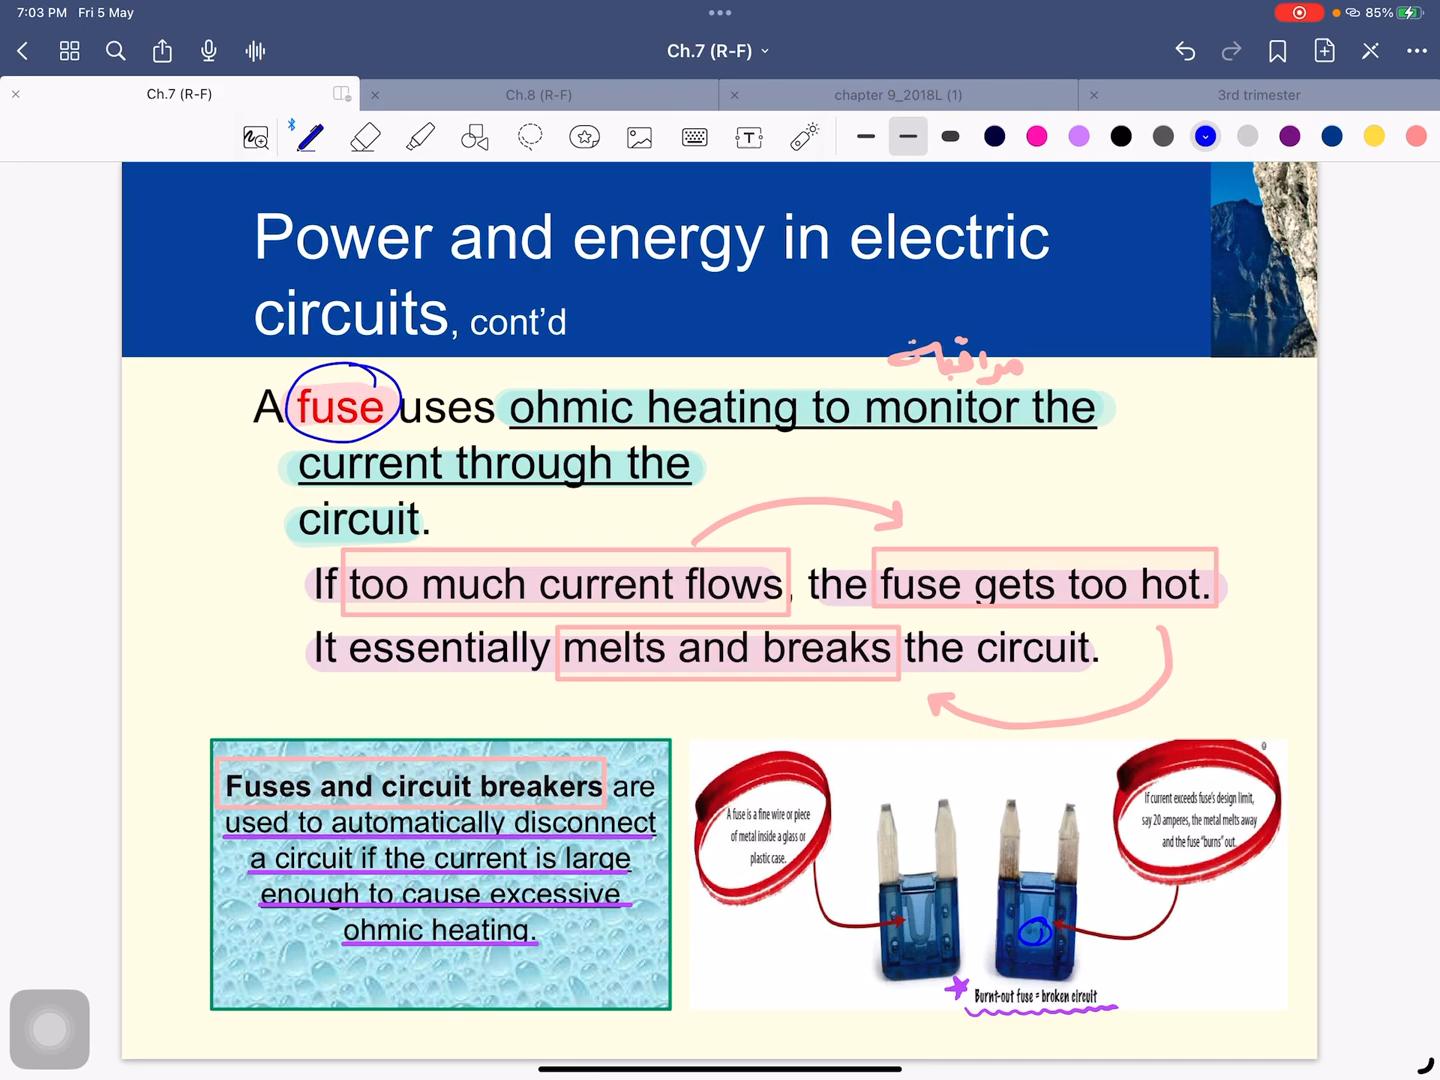 7:03 PM Fri 5 May
85%
Ch.7 (R-F)
Ch.7 (R-F)
Ch.8 (R-F)
chapter 9_2018L (1)
3rd trimester
Power and energy in electric
circuits, cont’d
مراقبة
A fuse uses ohmic heating to monitor the
current through the
circuit.
If too much current flows, the fuse gets too hot.
It essentially melts and breaks the circuit.
Fuses and circuit breakers are
used to automatically disconnect
a circuit if the current is large
enough to cause excessive
ohmic heating.
A fuse is a fine wire or piece
of metal inside a glass or
plastic case.
If current exceeds fuse's design limit,
say 20 amperes, the metal melts away
and the fuse "burns" out.
Burnt-out fuse = broken circuit